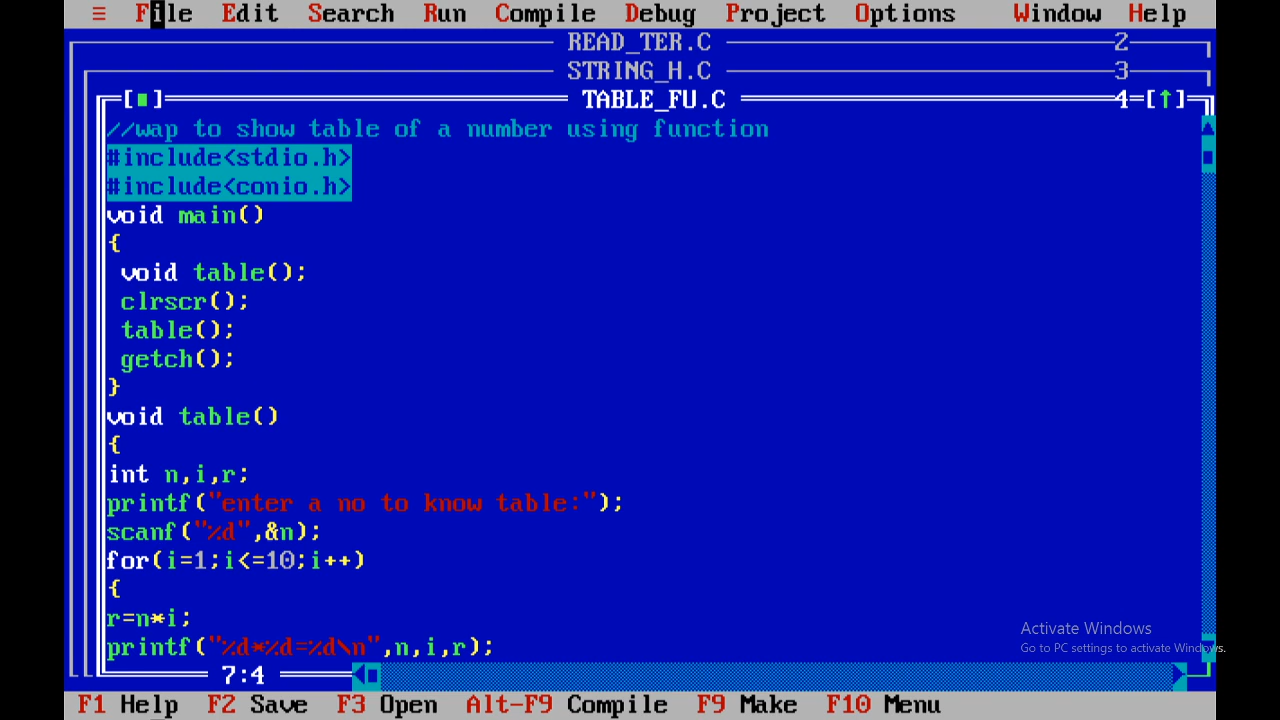 ≡ File Edit Search Run Compile Debug Project Options Window Help
READ_TER.C 2
STRING_H.C 3
[■] TABLE_FU.C 4=[↑]
//wap to show table of a number using function
#include<stdio.h>
#include<conio.h>
void main()
{
 void table();
 clrscr();
 table();
 getch();
}
void table()
{
int n,i,r;
printf("enter a no to know table:");
scanf("%d",&n);
for(i=1;i<=10;i++)
{
r=n*i;
printf("%d*%d=%d\n",n,i,r);
Activate Windows
Go to PC settings to activate Windows.
7:4
F1 Help F2 Save F3 Open Alt-F9 Compile F9 Make F10 Menu